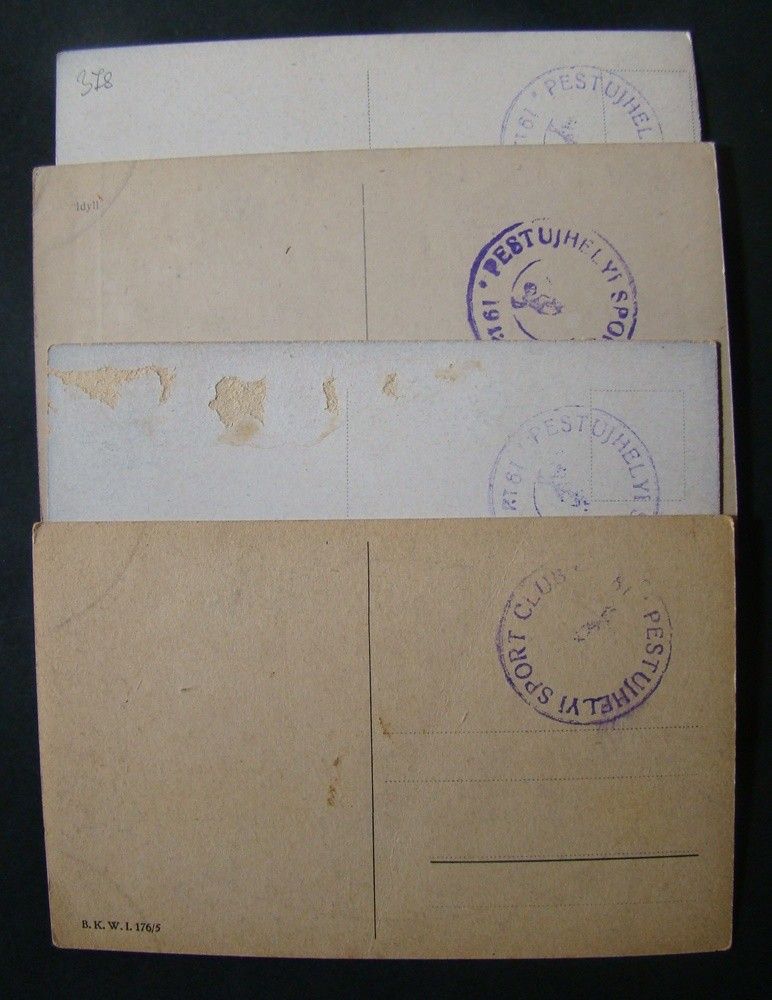 378
* PESTUJHEL
"Idyll"
* PESTUJHELYI SPOR
* PESTUJHELYI S
PESTUJHELYI SPORT CLUB
B. K. W. I. 176/5